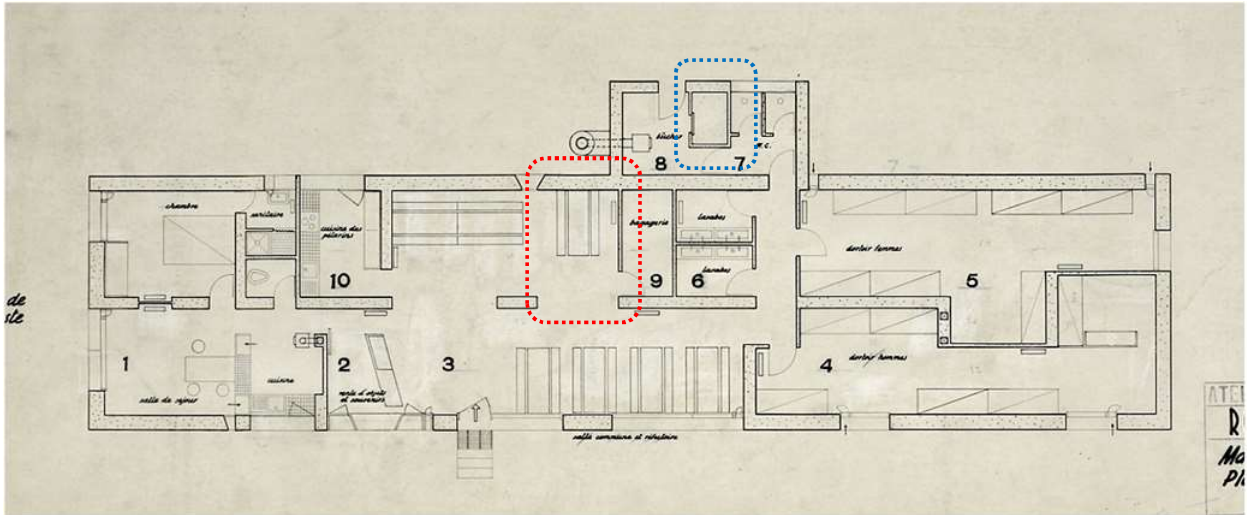 bûcher
W.C.
8
7
chambre
sanitaire
cuisine des
pèlerins
bagagerie
lavabos
lavabos
dortoir femmes
10
9
6
5
de
1
2
3
4
dortoir hommes
cuisine
salle de séjour
vente d'objets
et souvenirs
salle commune et réfectoire
ATE
R
Ma
Pl